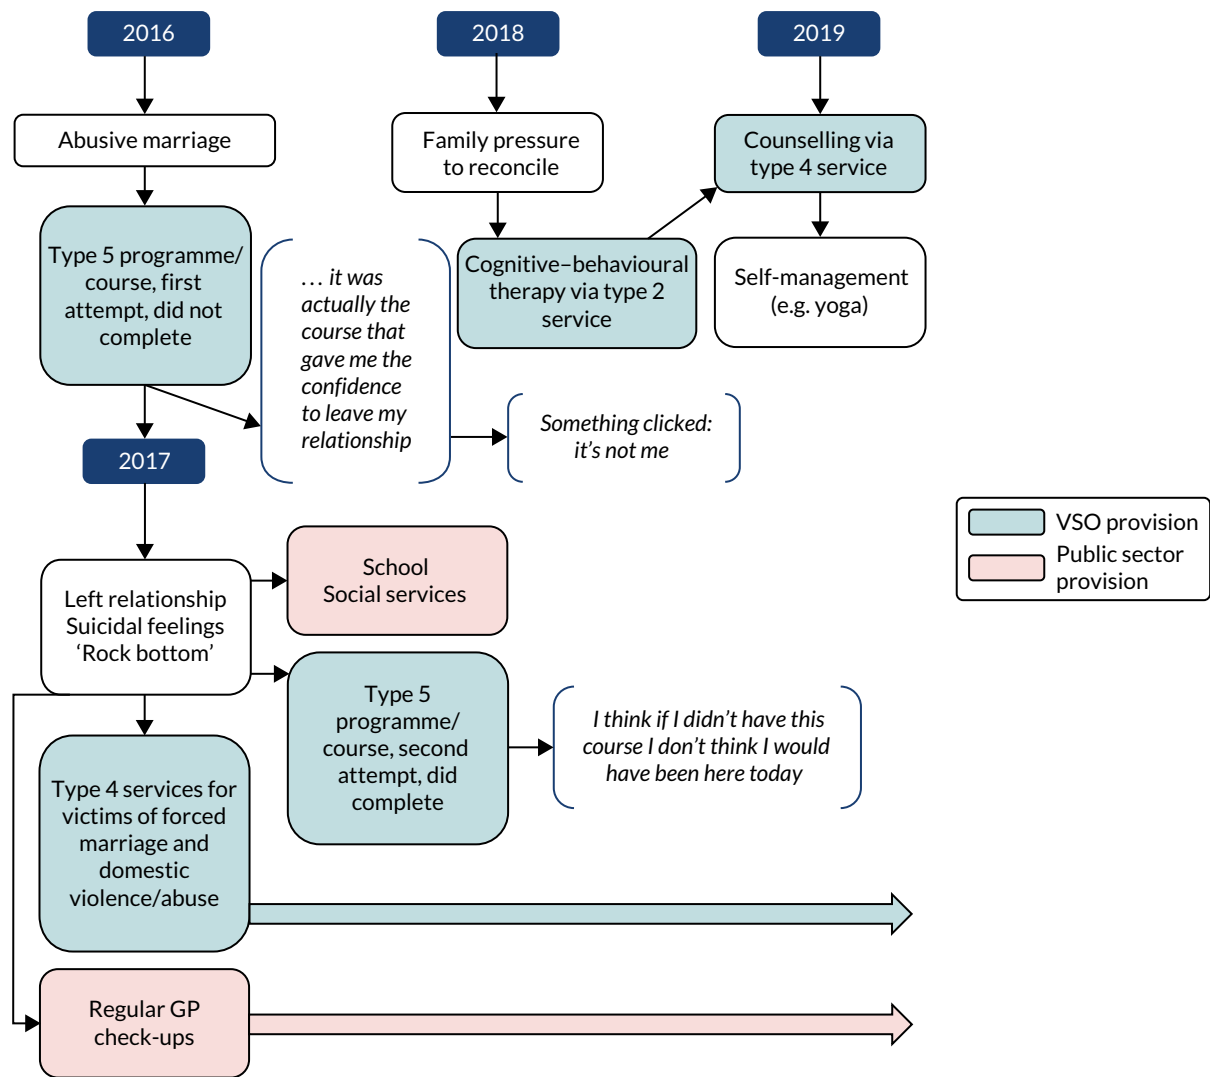 2016
Abusive marriage
Type 5 programme/
course, first
attempt, did not
complete
… it was
actually the
course that
gave me the
confidence
to leave my
relationship
Something clicked:
it’s not me
2017
Left relationship
Suicidal feelings
‘Rock bottom’
School
Social services
Type 5
programme/
course, second
attempt, did
complete
I think if I didn’t have this
course I don’t think I would
have been here today
Type 4 services for
victims of forced
marriage and
domestic
violence/abuse
Regular GP
check-ups
2018
Family pressure
to reconcile
Cognitive–behavioural
therapy via type 2
service
2019
Counselling via
type 4 service
Self-management
(e.g. yoga)
VSO provision
Public sector
provision